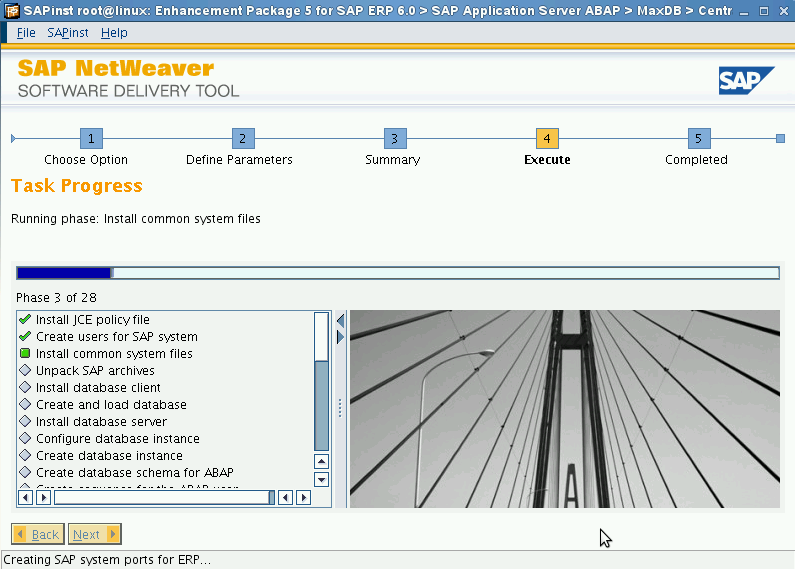 SAPinst root@linux: Enhancement Package 5 for SAP ERP 6.0 > SAP Application Server ABAP > MaxDB > Centr
File SAPinst Help
SAP NetWeaver
SOFTWARE DELIVERY TOOL
SAP
1 2 3 4 5
Choose Option Define Parameters Summary Execute Completed
Task Progress
Running phase: Install common system files
Phase 3 of 28
Install JCE policy file
Create users for SAP system
Install common system files
Unpack SAP archives
Install database client
Create and load database
Install database server
Configure database instance
Create database instance
Create database schema for ABAP
Back Next
Creating SAP system ports for ERP...